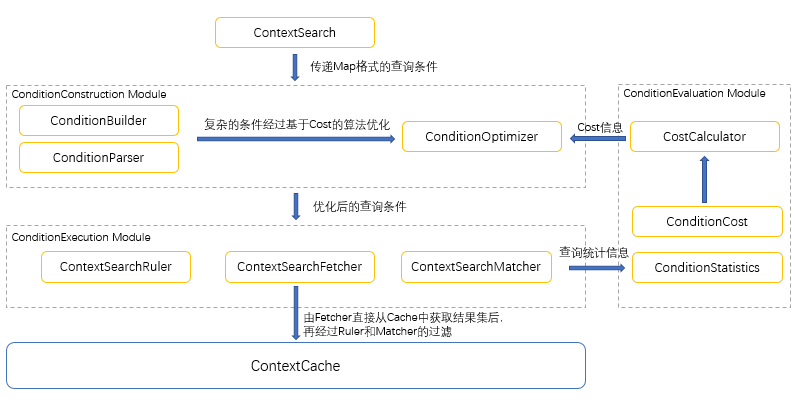 ContextSearch
传递Map格式的查询条件
ConditionConstruction Module
ConditionBuilder
ConditionParser
复杂的条件经过基于Cost的算法优化
ConditionOptimizer
ConditionEvaluation Module
Cost信息
CostCalculator
ConditionCost
ConditionStatistics
优化后的查询条件
ConditionExecution Module
ContextSearchRuler
ContextSearchFetcher
ContextSearchMatcher
查询统计信息
由Fetcher直接从Cache中获取结果集后,
再经过Ruler和Matcher的过滤
ContextCache